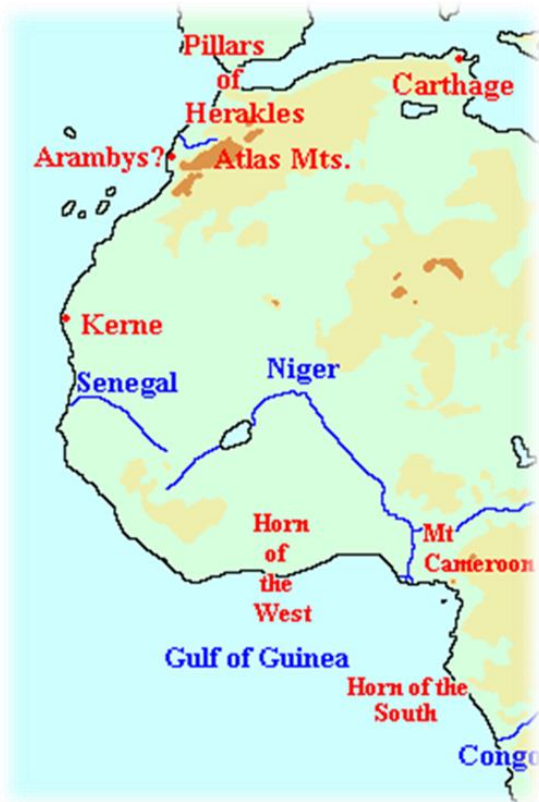 Pillars
of
Herakles
Carthage
Arambys?
Atlas Mts.
Kerne
Senegal
Niger
Horn
of
the
West
Mt
Cameroon
Gulf of Guinea
Horn of the
South
Congo